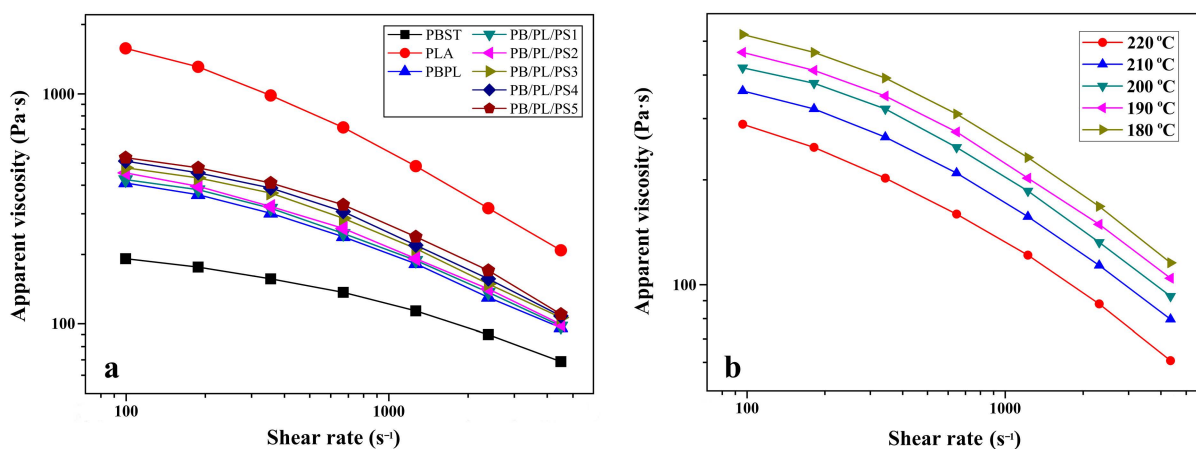 Apparent viscosity (Pa·s)
1000
100
PBST
PLA
PBPL
PB/PL/PS1
PB/PL/PS2
PB/PL/PS3
PB/PL/PS4
PB/PL/PS5
a
100
1000
Shear rate (s⁻¹)
Apparent viscosity (Pa·s)
100
220 ºC
210 ºC
200 ºC
190 ºC
180 ºC
b
100
1000
Shear rate (s⁻¹)